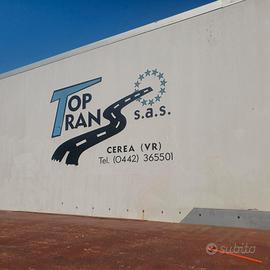 TOP
TRANS s.a.s.
CEREA (VR)
Tel. (0442) 365501
subito